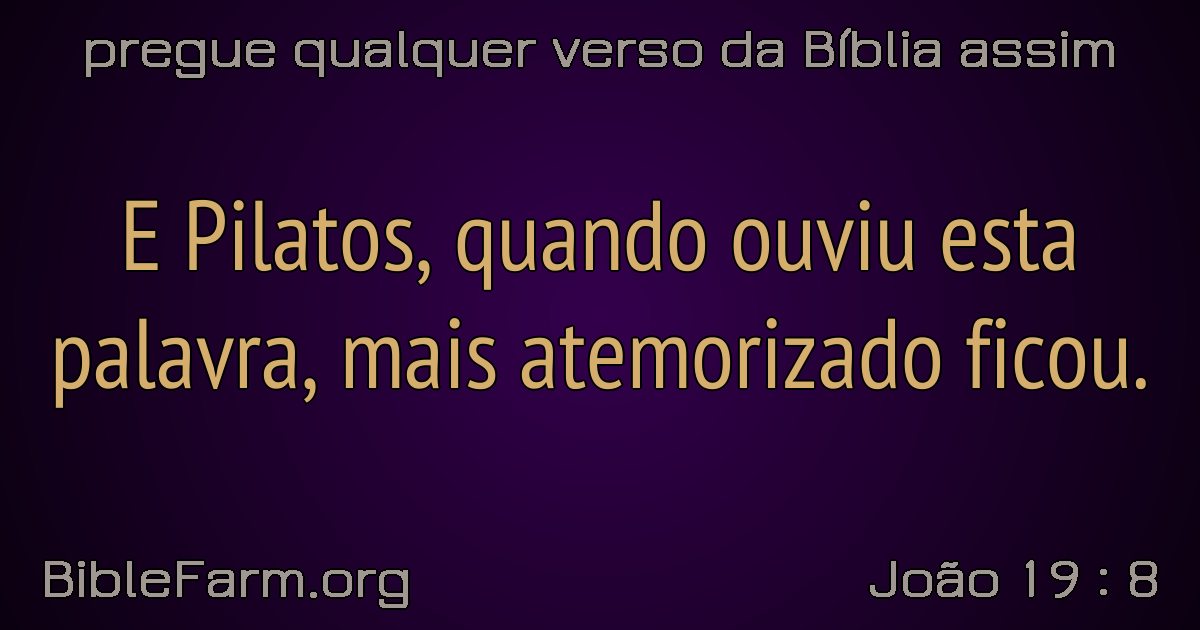 pregue qualquer verso da Bíblia assim
E Pilatos, quando ouviu esta
palavra, mais atemorizado ficou.
BibleFarm.org
João 19 : 8